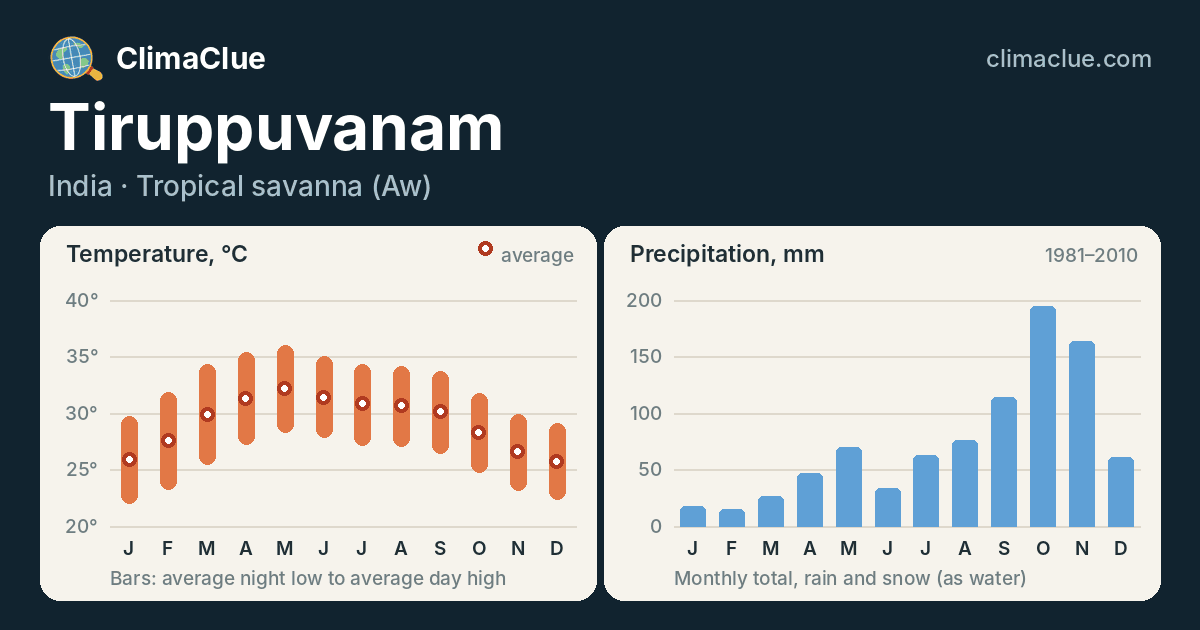 ClimaClue
climaclue.com
Tiruppuvanam
India · Tropical savanna (Aw)
Temperature, °C
average
40°
35°
30°
25°
20°
J F M A M J J A S O N D
Bars: average night low to average day high
Precipitation, mm
1981–2010
200
150
100
50
0
J F M A M J J A S O N D
Monthly total, rain and snow (as water)